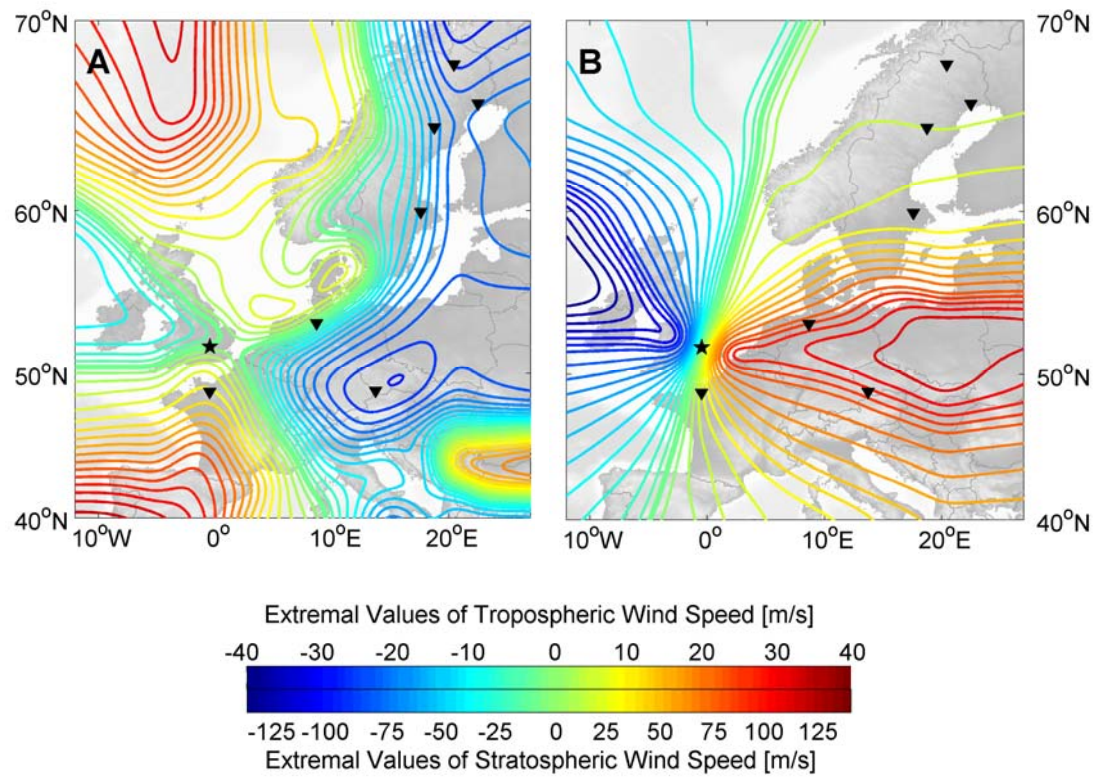 70°N
A
B
70°N
60°N
60°N
50°N
50°N
40°N
40°N
10°W 0° 10°E 20°E
10°W 0° 10°E 20°E
Extremal Values of Tropospheric Wind Speed [m/s]
-40 -30 -20 -10 0 10 20 30 40
-125 -100 -75 -50 -25 0 25 50 75 100 125
Extremal Values of Stratospheric Wind Speed [m/s]